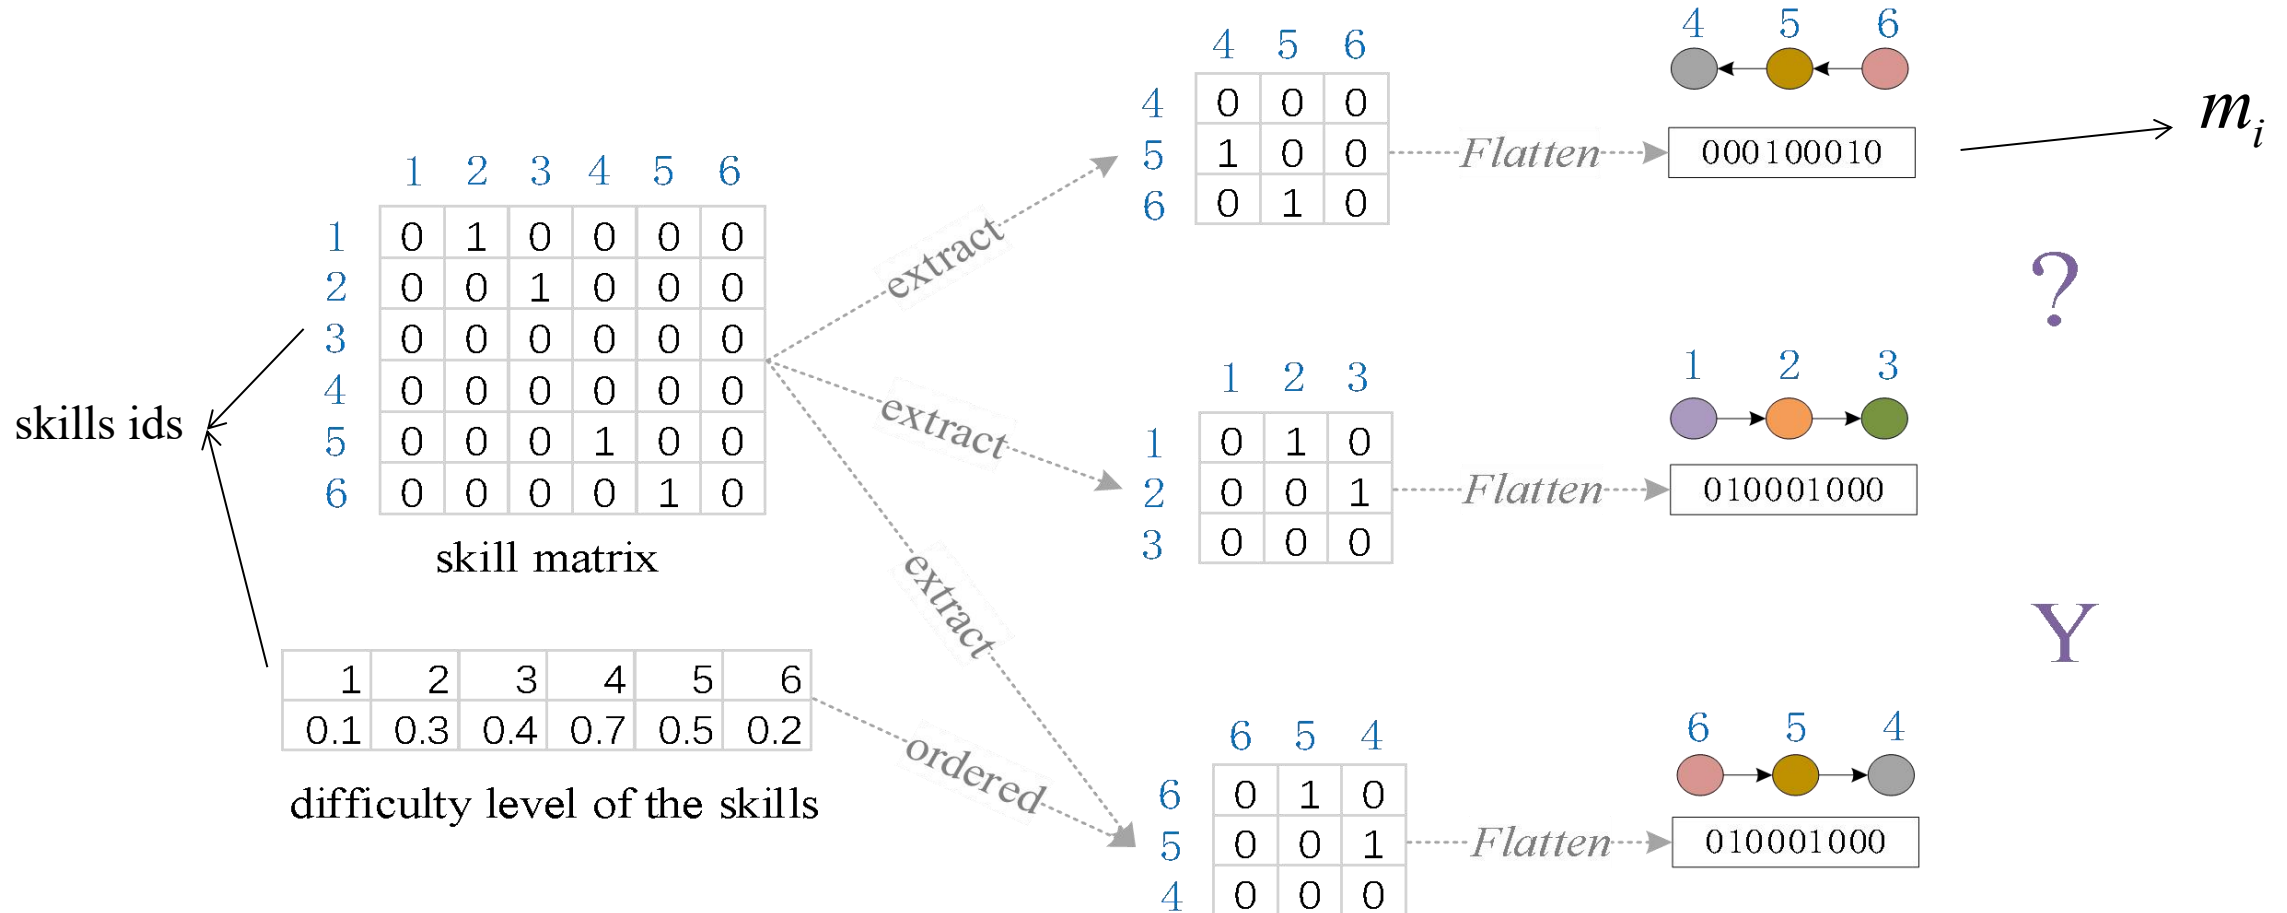 4 5 6
4 0 0 0
5 1 0 0
6 0 1 0
Flatten
4 5 6
000100010
m_i
1 2 3 4 5 6
1 0 1 0 0 0 0
2 0 0 1 0 0 0
3 0 0 0 0 0 0
4 0 0 0 0 0 0
5 0 0 0 1 0 0
6 0 0 0 0 1 0
skill matrix
skills ids
extract
extract
extract
?
1 2 3
1 0 1 0
2 0 0 1
3 0 0 0
Flatten
1 2 3
010001000
Y
1 2 3 4 5 6
0.1 0.3 0.4 0.7 0.5 0.2
difficulty level of the skills
ordered
6 5 4
6 0 1 0
5 0 0 1
4 0 0 0
Flatten
6 5 4
010001000